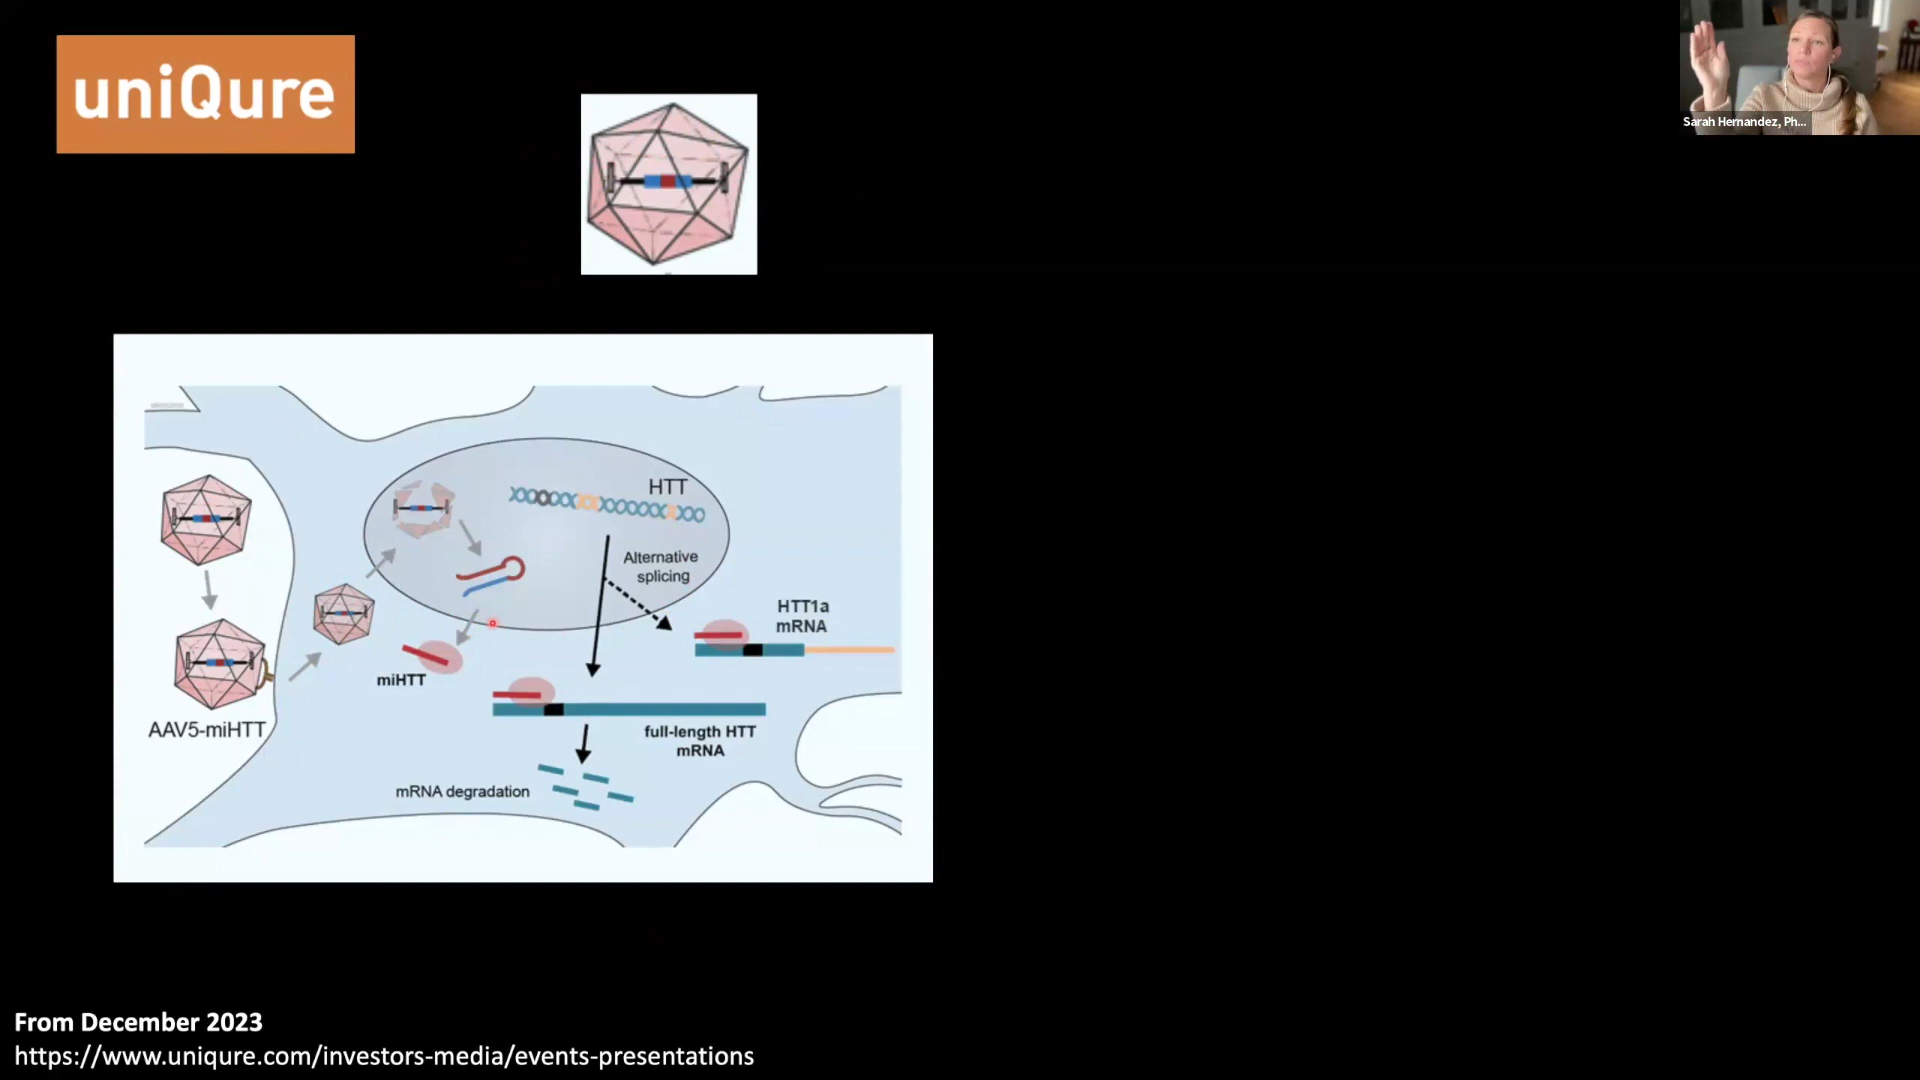 uniQure
Sarah Hernandez, Ph...
HTT
Alternative
splicing
HTT1a
mRNA
miHTT
AAV5-miHTT
full-length HTT
mRNA
mRNA degradation
From December 2023
https://www.uniqure.com/investors-media/events-presentations